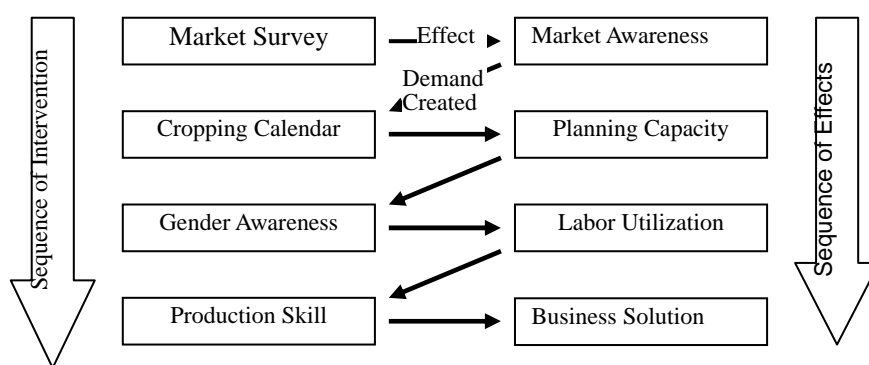 Market Survey
Effect
Market Awareness
Demand
Created
Cropping Calendar
Planning Capacity
Gender Awareness
Labor Utilization
Production Skill
Business Solution
Sequence of Intervention
Sequence of Effects